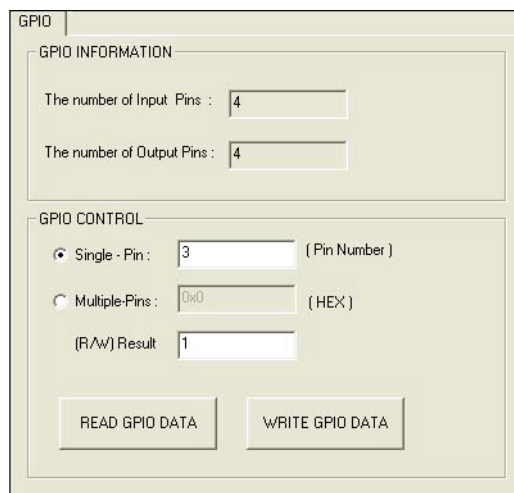 GPIO
GPIO INFORMATION
The number of Input Pins : 4
The number of Output Pins : 4
GPIO CONTROL
Single - Pin : 3 ( Pin Number )
Multiple-Pins : 0x0 ( HEX )
(R/W) Result 1
READ GPIO DATA WRITE GPIO DATA